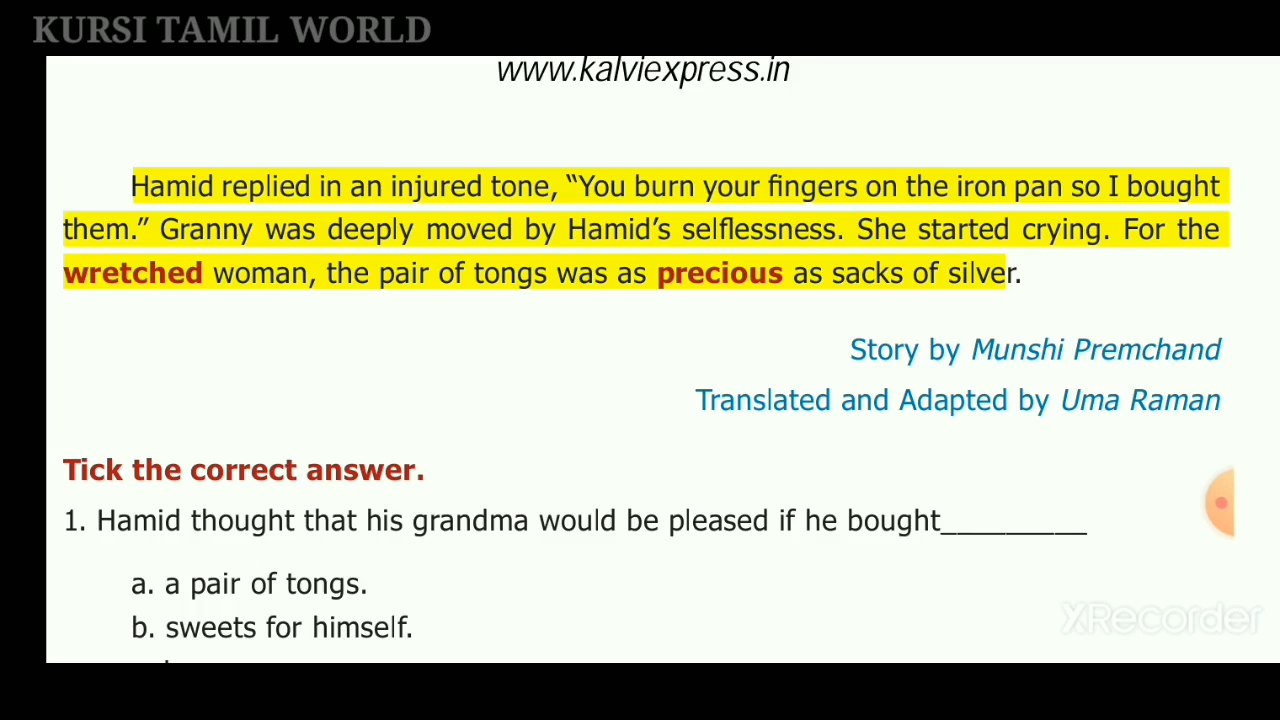 KURSI TAMIL WORLD
www.kalviexpress.in
Hamid replied in an injured tone, “You burn your fingers on the iron pan so I bought
them.” Granny was deeply moved by Hamid’s selflessness. She started crying. For the
wretched woman, the pair of tongs was as precious as sacks of silver.
Story by Munshi Premchand
Translated and Adapted by Uma Raman
Tick the correct answer.
1. Hamid thought that his grandma would be pleased if he bought_________
a. a pair of tongs.
b. sweets for himself.
XRecorder